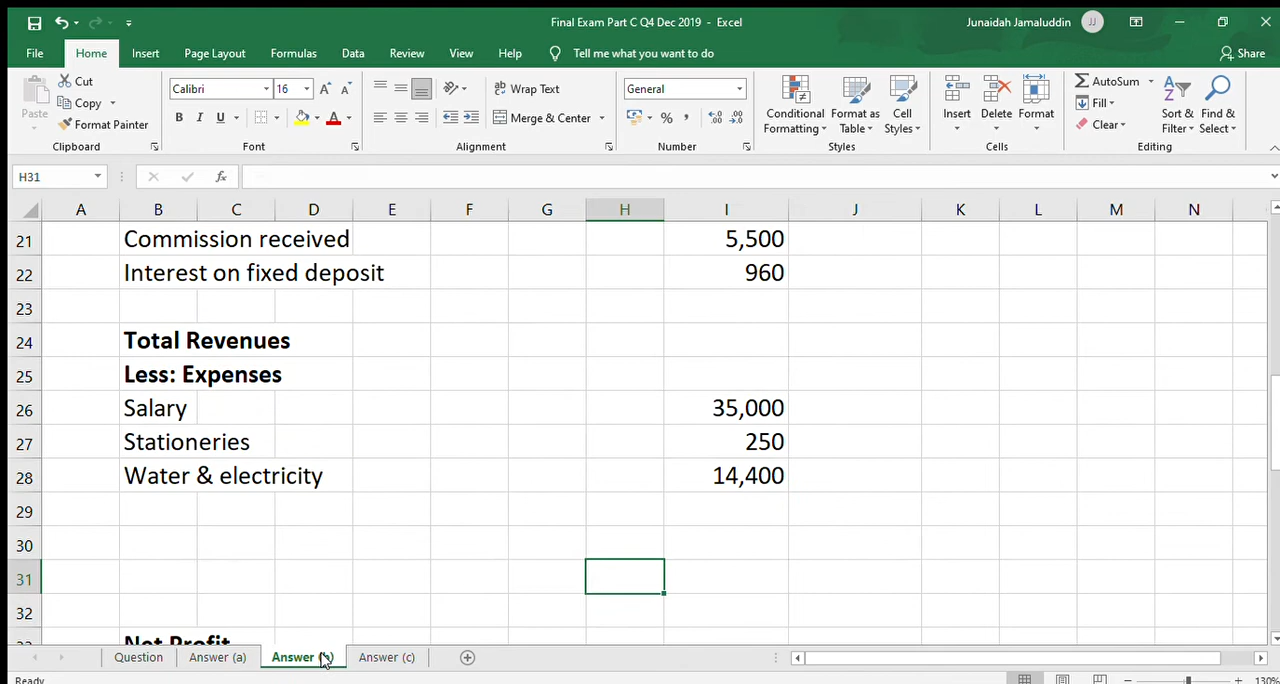 Final Exam Part C Q4 Dec 2019 - Excel
Junaidah Jamaluddin
JJ
File Home Insert Page Layout Formulas Data Review View Help Tell me what you want to do Share
Paste
Cut
Copy
Format Painter
Clipboard
Calibri 16
B I U
Font
Wrap Text
Merge & Center
Alignment
General
Number
Conditional Formatting
Format as Table
Cell Styles
Styles
Insert Delete Format
Cells
AutoSum
Fill
Clear
Sort & Filter
Find & Select
Editing
H31 fx
A B C D E F G H I J K L M N
21 Commission received 5,500
22 Interest on fixed deposit 960
23
24 Total Revenues
25 Less: Expenses
26 Salary 35,000
27 Stationeries 250
28 Water & electricity 14,400
29
30
31
32
Net Profit
Question Answer (a) Answer Answer (c)
Ready 130%